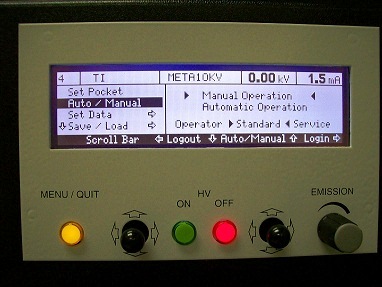 4 TI META10KV 0.00 kV 1.5 mA
Set Pocket
Auto / Manual
Set Data
Save / Load
Manual Operation
Automatic Operation
Operator Standard Service
Scroll Bar Logout Auto/Manual Login
MENU / QUIT
HV
ON OFF
EMISSION